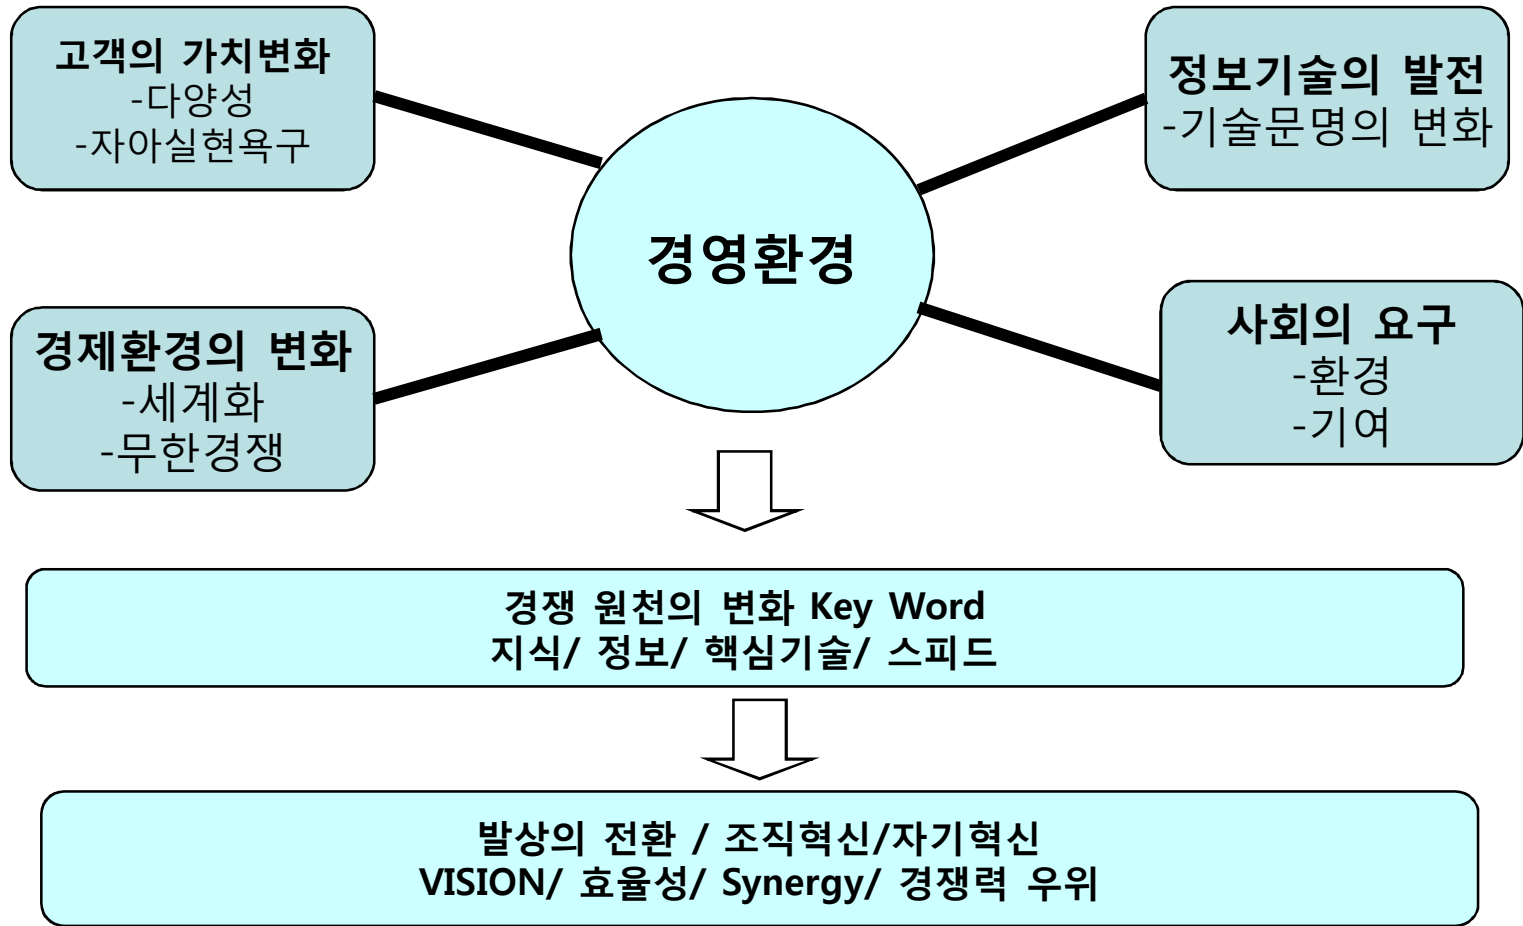 고객의 가치변화
-다양성
-자아실현욕구
정보기술의 발전
-기술문명의 변화
경영환경
경제환경의 변화
-세계화
-무한경쟁
사회의 요구
-환경
-기여
경쟁 원천의 변화 Key Word
지식/ 정보/ 핵심기술/ 스피드
발상의 전환 / 조직혁신/자기혁신
VISION/ 효율성/ Synergy/ 경쟁력 우위